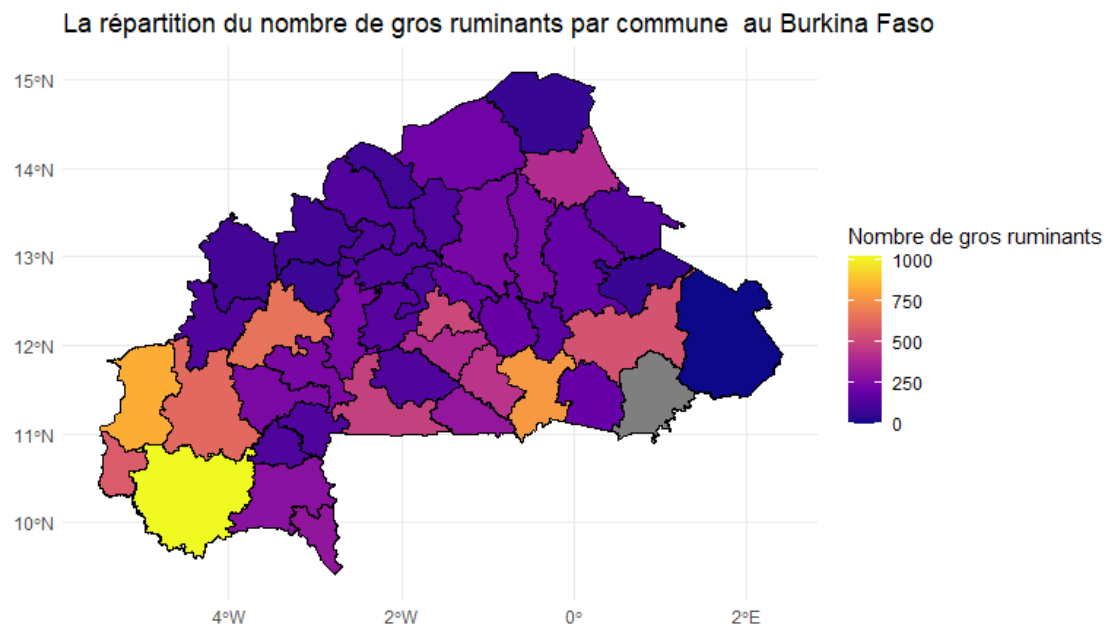 La répartition du nombre de gros ruminants par commune  au Burkina Faso
15°N
14°N
13°N
12°N
11°N
10°N
4°W
2°W
0°
2°E
Nombre de gros ruminants
1000
750
500
250
0